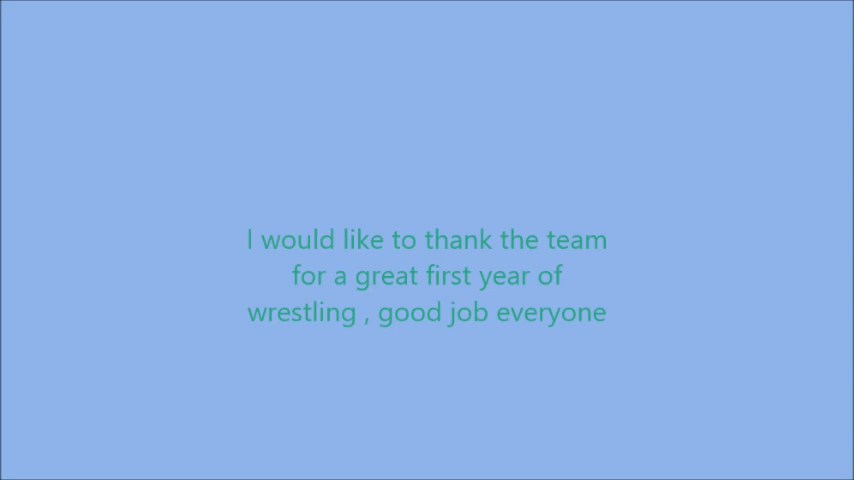 I would like to thank the team
for a great first year of
wrestling , good job everyone